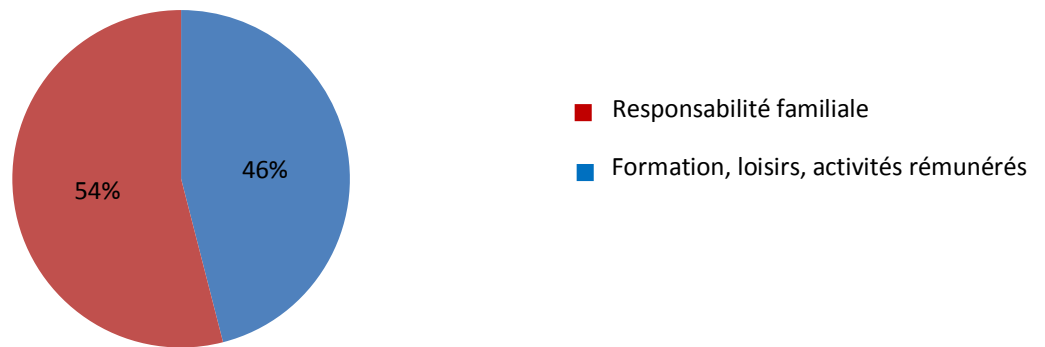 Responsabilité familiale
46%
54%
Formation, loisirs, activités rémunérés